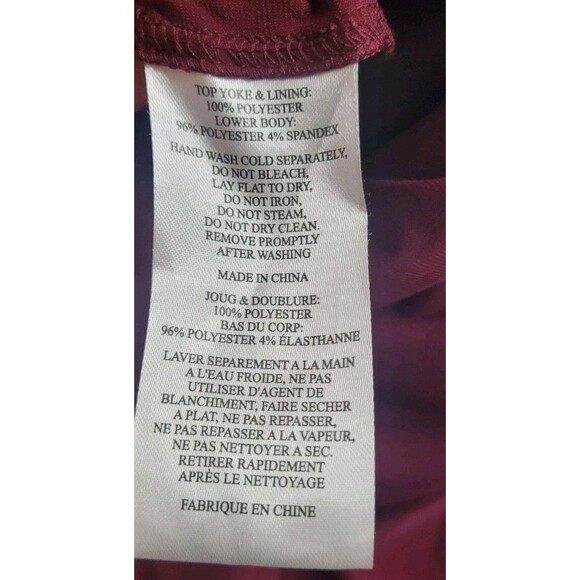 TOP YOKE & LINING:
100% POLYESTER
LOWER BODY:
96% POLYESTER 4% SPANDEX
HAND WASH COLD SEPARATELY,
DO NOT BLEACH,
LAY FLAT TO DRY,
DO NOT IRON,
DO NOT STEAM,
DO NOT DRY CLEAN.
REMOVE PROMPTLY
AFTER WASHING
MADE IN CHINA
JOUG & DOUBLURE:
100% POLYESTER
BAS DU CORP:
96% POLYESTER 4% ÉLASTHANNE
LAVER SEPAREMENT A LA MAIN
A L'EAU FROIDE, NE PAS
UTILISER D'AGENT DE
BLANCHIMENT, FAIRE SECHER
A PLAT, NE PAS REPASSER,
NE PAS REPASSER A LA VAPEUR,
NE PAS NETTOYER A SEC.
RETIRER RAPIDEMENT
APRÈS LE NETTOYAGE
FABRIQUE EN CHINE